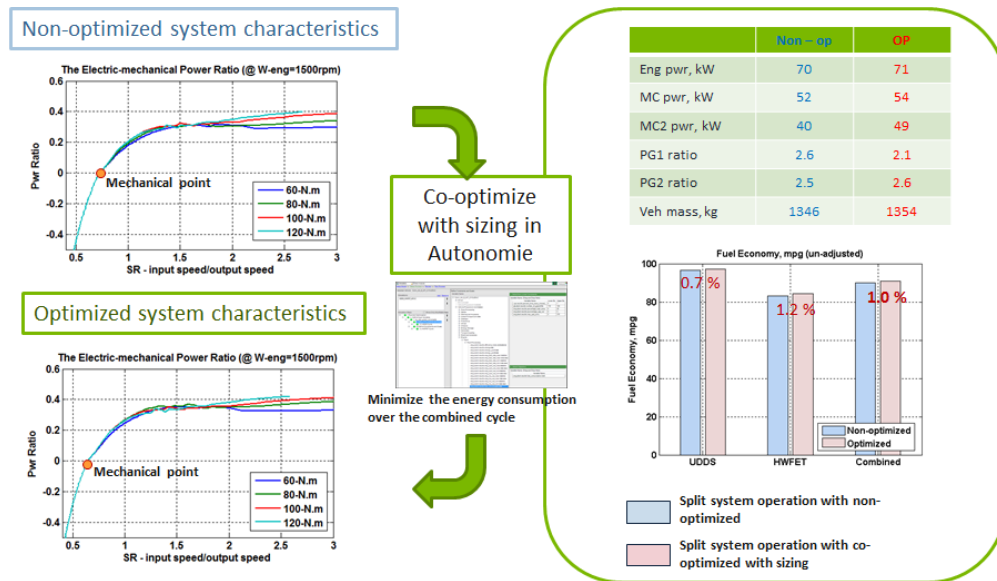 Non-optimized system characteristics
The Electric-mechanical Power Ratio (@ W-eng=1500rpm)
Pwr Ratio
0.6
0.4
0.2
0
-0.2
-0.4
Mechanical point
60-N.m
80-N.m
100-N.m
120-N.m
0.5 1 1.5 2 2.5 3
SR - input speed/output speed
Optimized system characteristics
The Electric-mechanical Power Ratio (@ W-eng=1500rpm)
Pwr Ratio
0.6
0.4
0.2
0
-0.2
-0.4
Mechanical point
60-N.m
80-N.m
100-N.m
120-N.m
0.5 1 1.5 2 2.5 3
SR - input speed/output speed
Co-optimize
with sizing in
Autonomie
Minimize the energy consumption
over the combined cycle
Non – op OP
Eng pwr, kW 70 71
MC pwr, kW 52 54
MC2 pwr, kW 40 49
PG1 ratio 2.6 2.1
PG2 ratio 2.5 2.6
Veh mass, kg 1346 1354
Fuel Economy, mpg (un-adjusted)
Fuel Economy, mpg
100
80
60
40
20
0
0.7 %
1.2 %
1.0 %
Non-optimized
Optimized
UDDS HWFET Combined
Split system operation with non-
optimized
Split system operation with co-
optimized with sizing